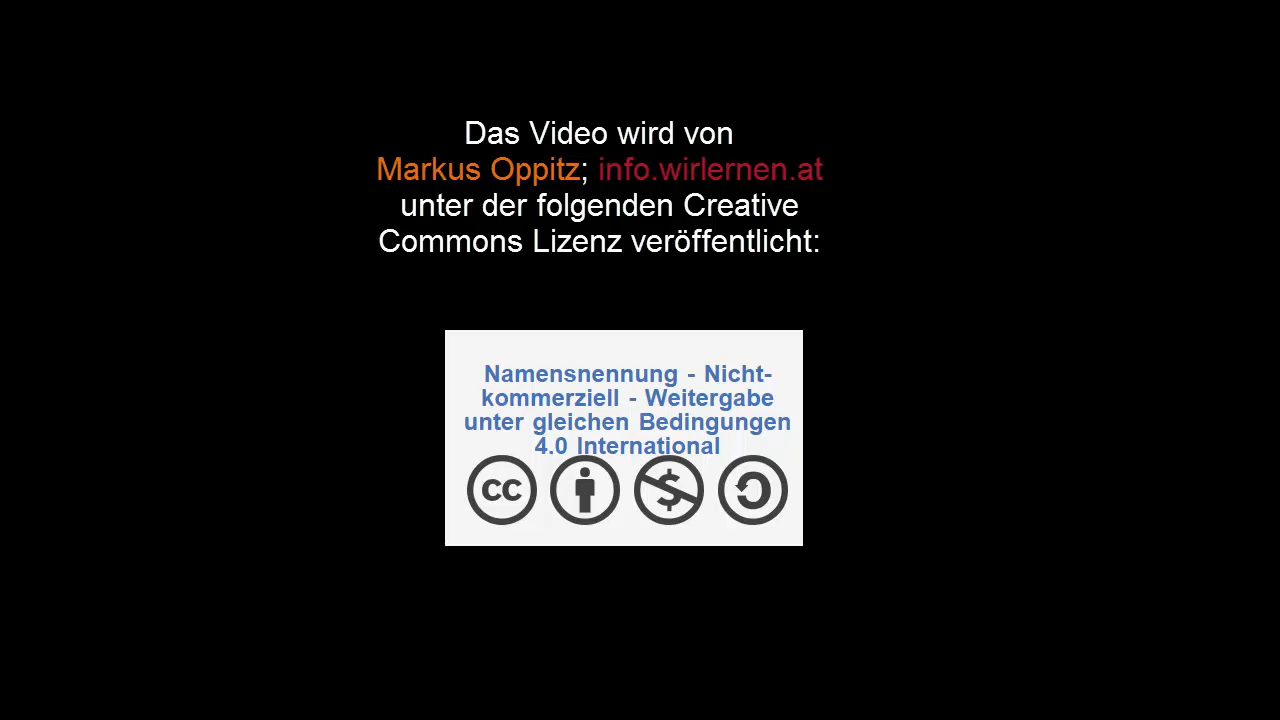 Das Video wird von
Markus Oppitz; info.wirlernen.at
unter der folgenden Creative
Commons Lizenz veröffentlicht:
Namensnennung - Nicht-
kommerziell - Weitergabe
unter gleichen Bedingungen
4.0 International
cc $